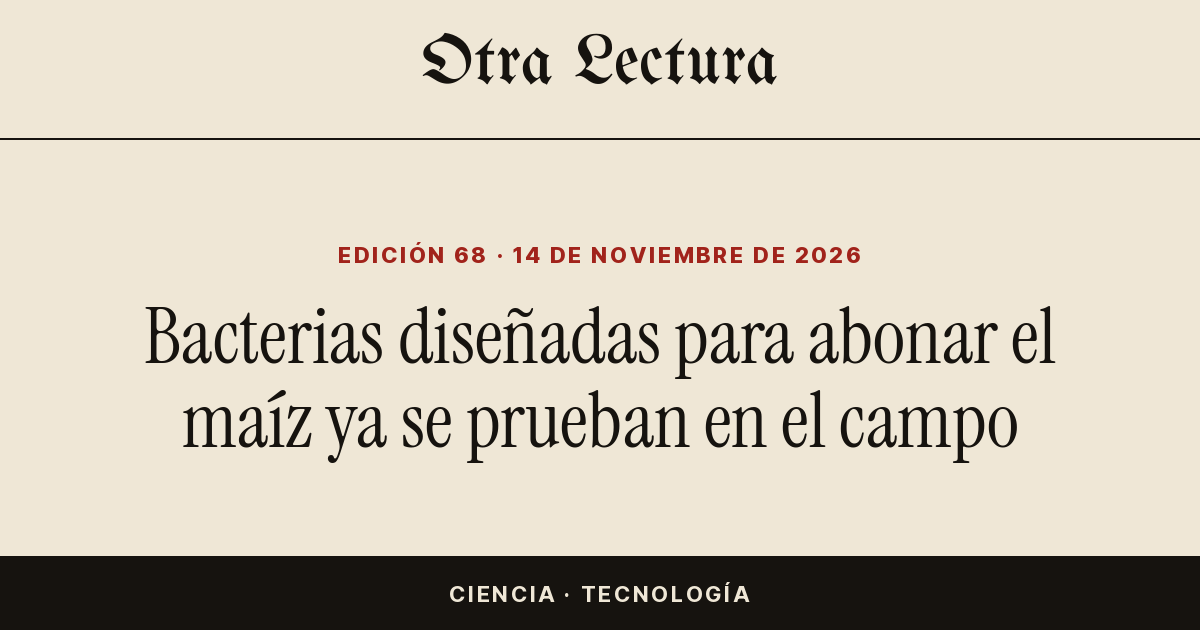 Otra Lectura
EDICIÓN 68 · 14 DE NOVIEMBRE DE 2026
Bacterias diseñadas para abonar el
maíz ya se prueban en el campo
CIENCIA · TECNOLOGÍA